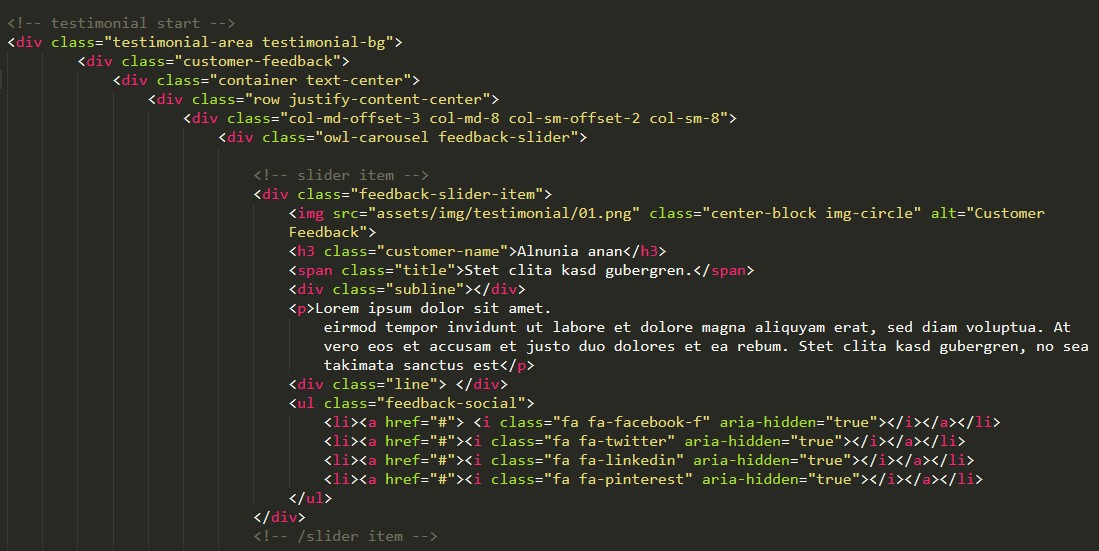 <!-- testimonial start -->
<div class="testimonial-area testimonial-bg">
<div class="customer-feedback">
<div class="container text-center">
<div class="row justify-content-center">
<div class="col-md-offset-3 col-md-8 col-sm-offset-2 col-sm-8">
<div class="owl-carousel feedback-slider">
<!-- slider item -->
<div class="feedback-slider-item">
<img src="assets/img/testimonial/01.png" class="center-block img-circle" alt="Customer
Feedback">
<h3 class="customer-name">Alnunia anan</h3>
<span class="title">Stet clita kasd gubergren.</span>
<div class="subline"></div>
<p>Lorem ipsum dolor sit amet.
eirmod tempor invidunt ut labore et dolore magna aliquyam erat, sed diam voluptua. At
vero eos et accusam et justo duo dolores et ea rebum. Stet clita kasd gubergren, no sea
takimata sanctus est</p>
<div class="line"> </div>
<ul class="feedback-social">
<li><a href="#"> <i class="fa fa-facebook-f" aria-hidden="true"></i></a></li>
<li><a href="#"><i class="fa fa-twitter" aria-hidden="true"></i></a></li>
<li><a href="#"><i class="fa fa-linkedin" aria-hidden="true"></i></a></li>
<li><a href="#"><i class="fa fa-pinterest" aria-hidden="true"></i></a></li>
</ul>
</div>
<!-- /slider item -->